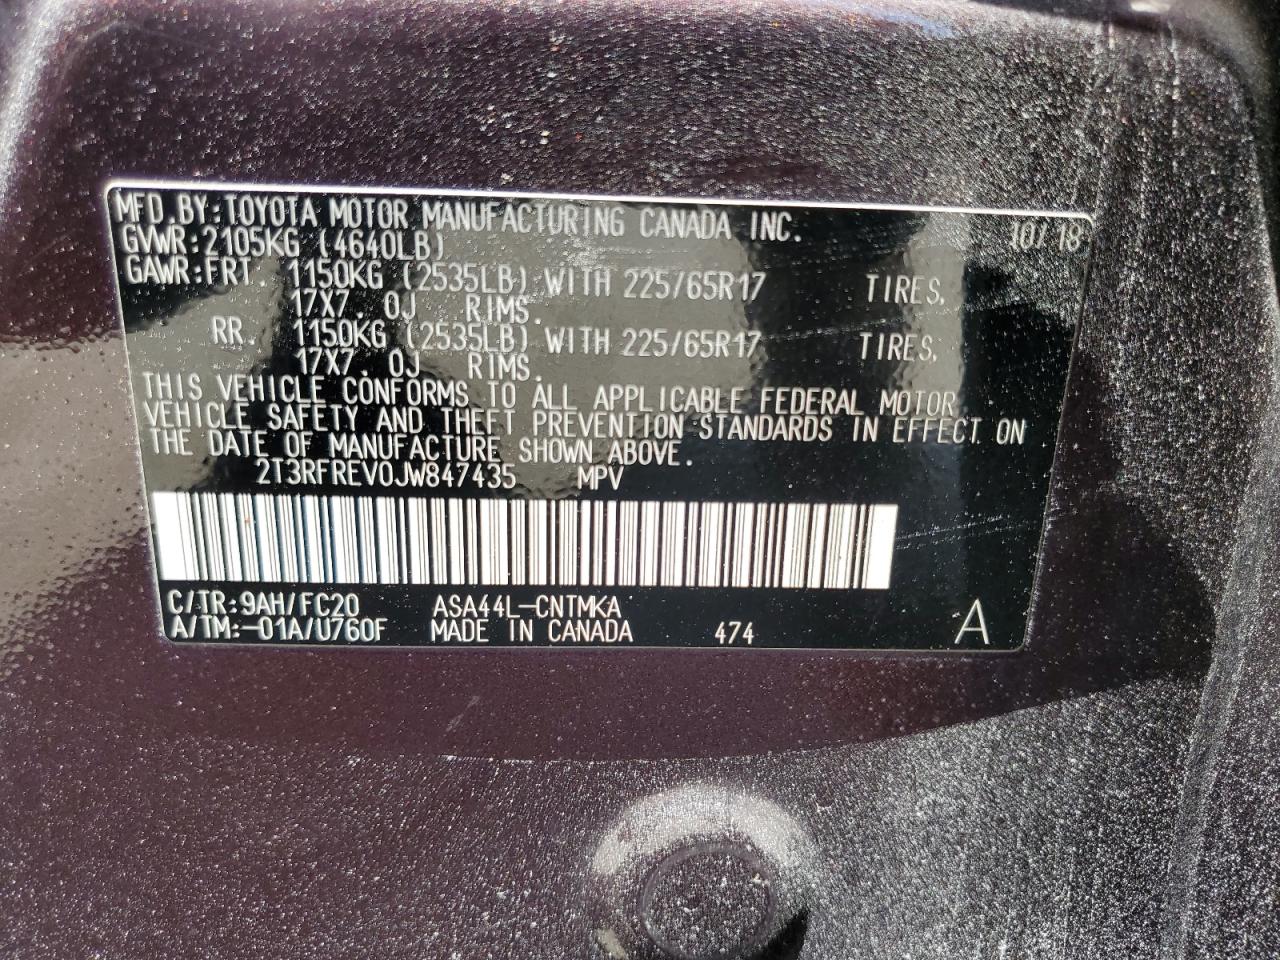 MFD.BY:TOYOTA MOTOR MANUFACTURING CANADA INC. 10/18
GVWR:2105KG (4640LB)
GAWR:FRT. 1150KG (2535LB) WITH 225/65R17 TIRES,
17X7.0J RIMS.
RR. 1150KG (2535LB) WITH 225/65R17 TIRES,
17X7.0J RIMS.
THIS VEHICLE CONFORMS TO ALL APPLICABLE FEDERAL MOTOR
VEHICLE SAFETY AND THEFT PREVENTION STANDARDS IN EFFECT ON
THE DATE OF MANUFACTURE SHOWN ABOVE.
2T3RFREV0JW847435 MPV
C/TR:9AH/FC20 ASA44L-CNTMKA
A/TM:-01A/U760F MADE IN CANADA 474 A